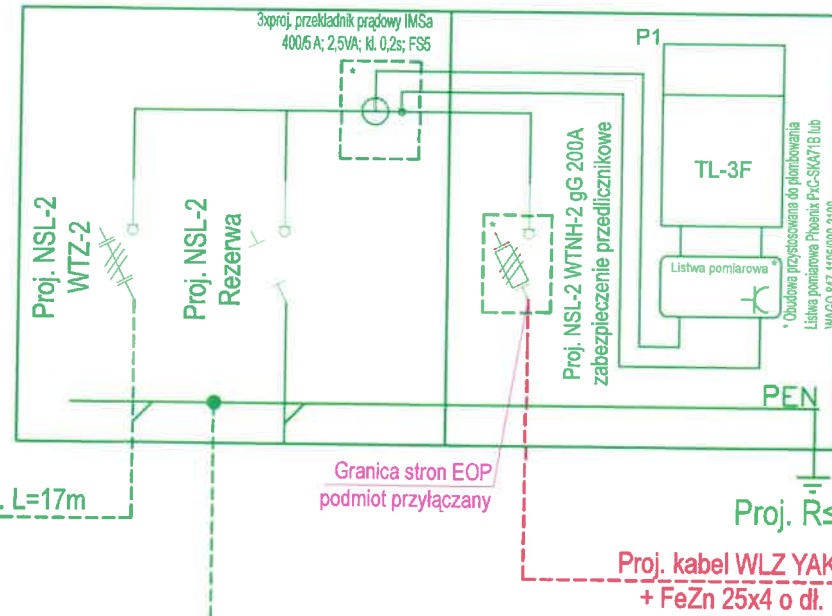 3xproj. przekładnik prądowy IMSa
400/5 A; 2,5VA; kl. 0,2s; FS5
*
P1
TL-3F
Listwa pomiarowa *
* Obudowa przystosowana do plombowania
Listwa pomiarowa Phoenix PxC-SKA71B lub
WAGO 847
Proj. NSL-2
WTZ-2
Proj. NSL-2
Rezerwa
*
Proj. NSL-2 WTNH-2 gG 200A
zabezpieczenie przedlicznikowe
PEN
Granica stron EOP
podmiot przyłączany
. L=17m
Proj. R≤
Proj. kabel WLZ YAK
+ FeZn 25x4 o dł.